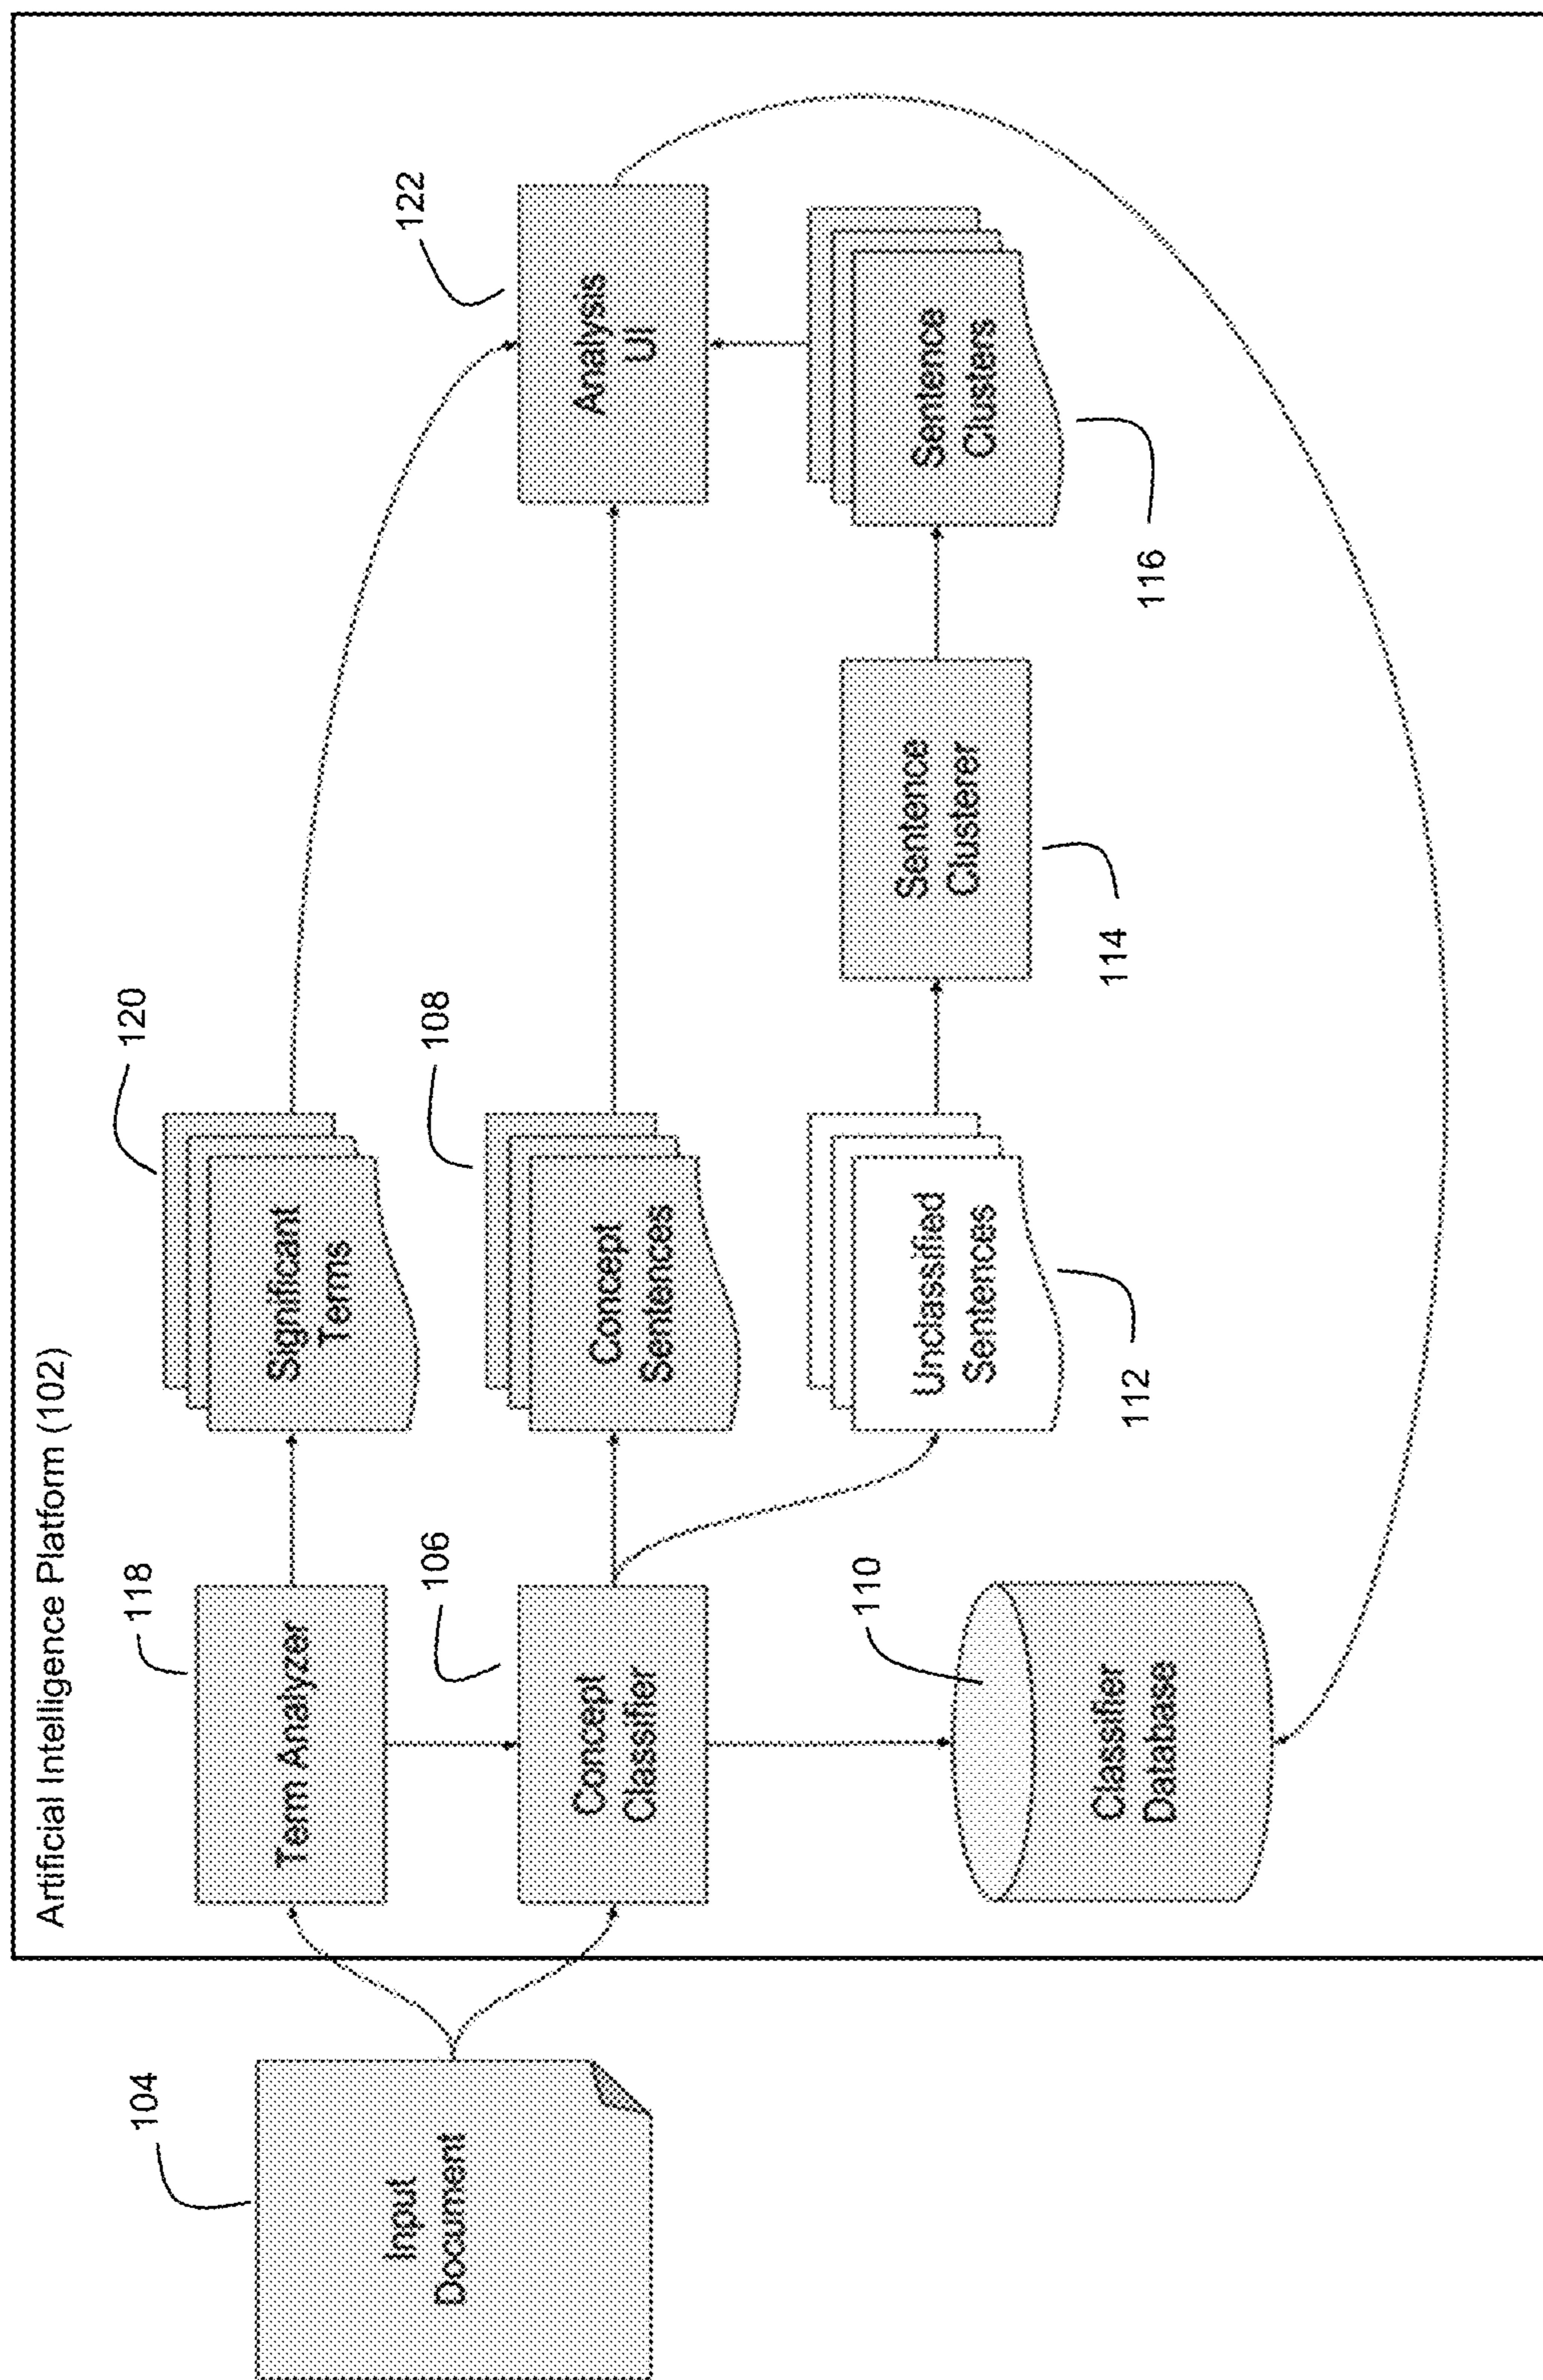 Artificial Intelligence Platform (102)
104
Input
Document
118
Term Analyzer
120
Significant
Terms
106
Concept
Classifier
108
Concept
Sentences
122
Analysis
UI
110
Classifier
Database
112
Unclassified
Sentences
114
Sentence
Clusterer
116
Sentence
Clusters